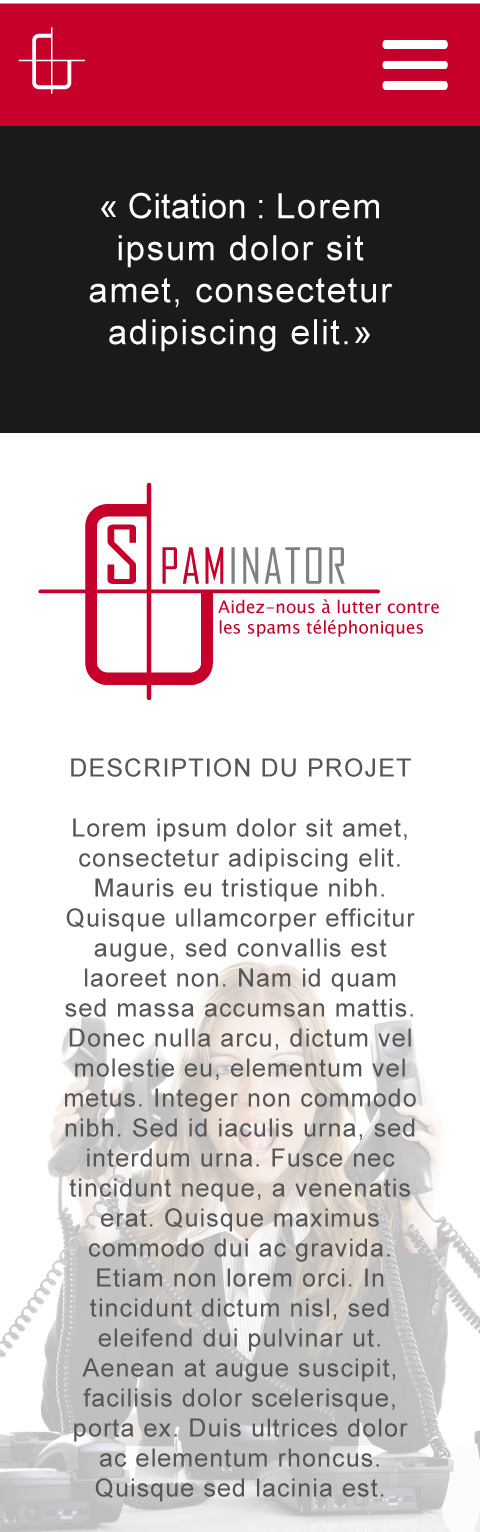 « Citation : Lorem
ipsum dolor sit
amet, consectetur
adipiscing elit.»
SPAMINATOR
Aidez-nous à lutter contre
les spams téléphoniques
DESCRIPTION DU PROJET
Lorem ipsum dolor sit amet,
consectetur adipiscing elit.
Mauris eu tristique nibh.
Quisque ullamcorper efficitur
augue, sed convallis est
laoreet non. Nam id quam
sed massa accumsan mattis.
Donec nulla arcu, dictum vel
molestie eu, elementum vel
metus. Integer non commodo
nibh. Sed id iaculis urna, sed
interdum urna. Fusce nec
tincidunt neque, a venenatis
erat. Quisque maximus
commodo dui ac gravida.
Etiam non lorem orci. In
tincidunt dictum nisl, sed
eleifend dui pulvinar ut.
Aenean at augue suscipit,
facilisis dolor scelerisque,
porta ex. Duis ultrices dolor
ac elementum rhoncus.
Quisque sed lacinia est.